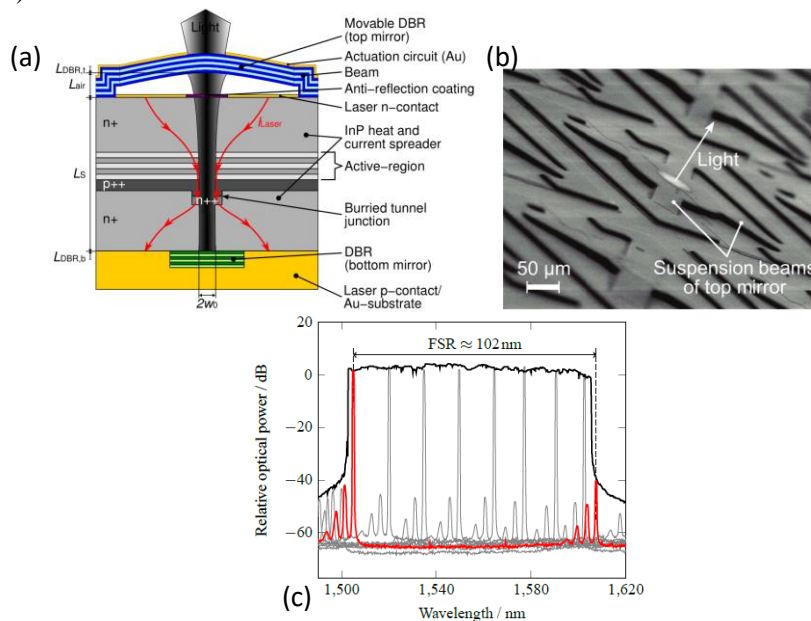 )
(a)
Light
Movable DBR
(top mirror)
Actuation circuit (Au)
Beam
Anti-reflection coating
Laser n-contact
InP heat and
current spreader
Active-region
Burried tunnel
junction
DBR
(bottom mirror)
Laser p-contact/
Au-substrate
L_DBR,t
L_air
n+
I_Laser
L_S
p++
n++
n+
L_DBR,b
2w₀
(b)
Light
50 µm
Suspension beams
of top mirror
FSR ≈ 102 nm
20
0
−20
−40
−60
Relative optical power / dB
1,500
1,540
1,580
1,620
Wavelength / nm
(c)